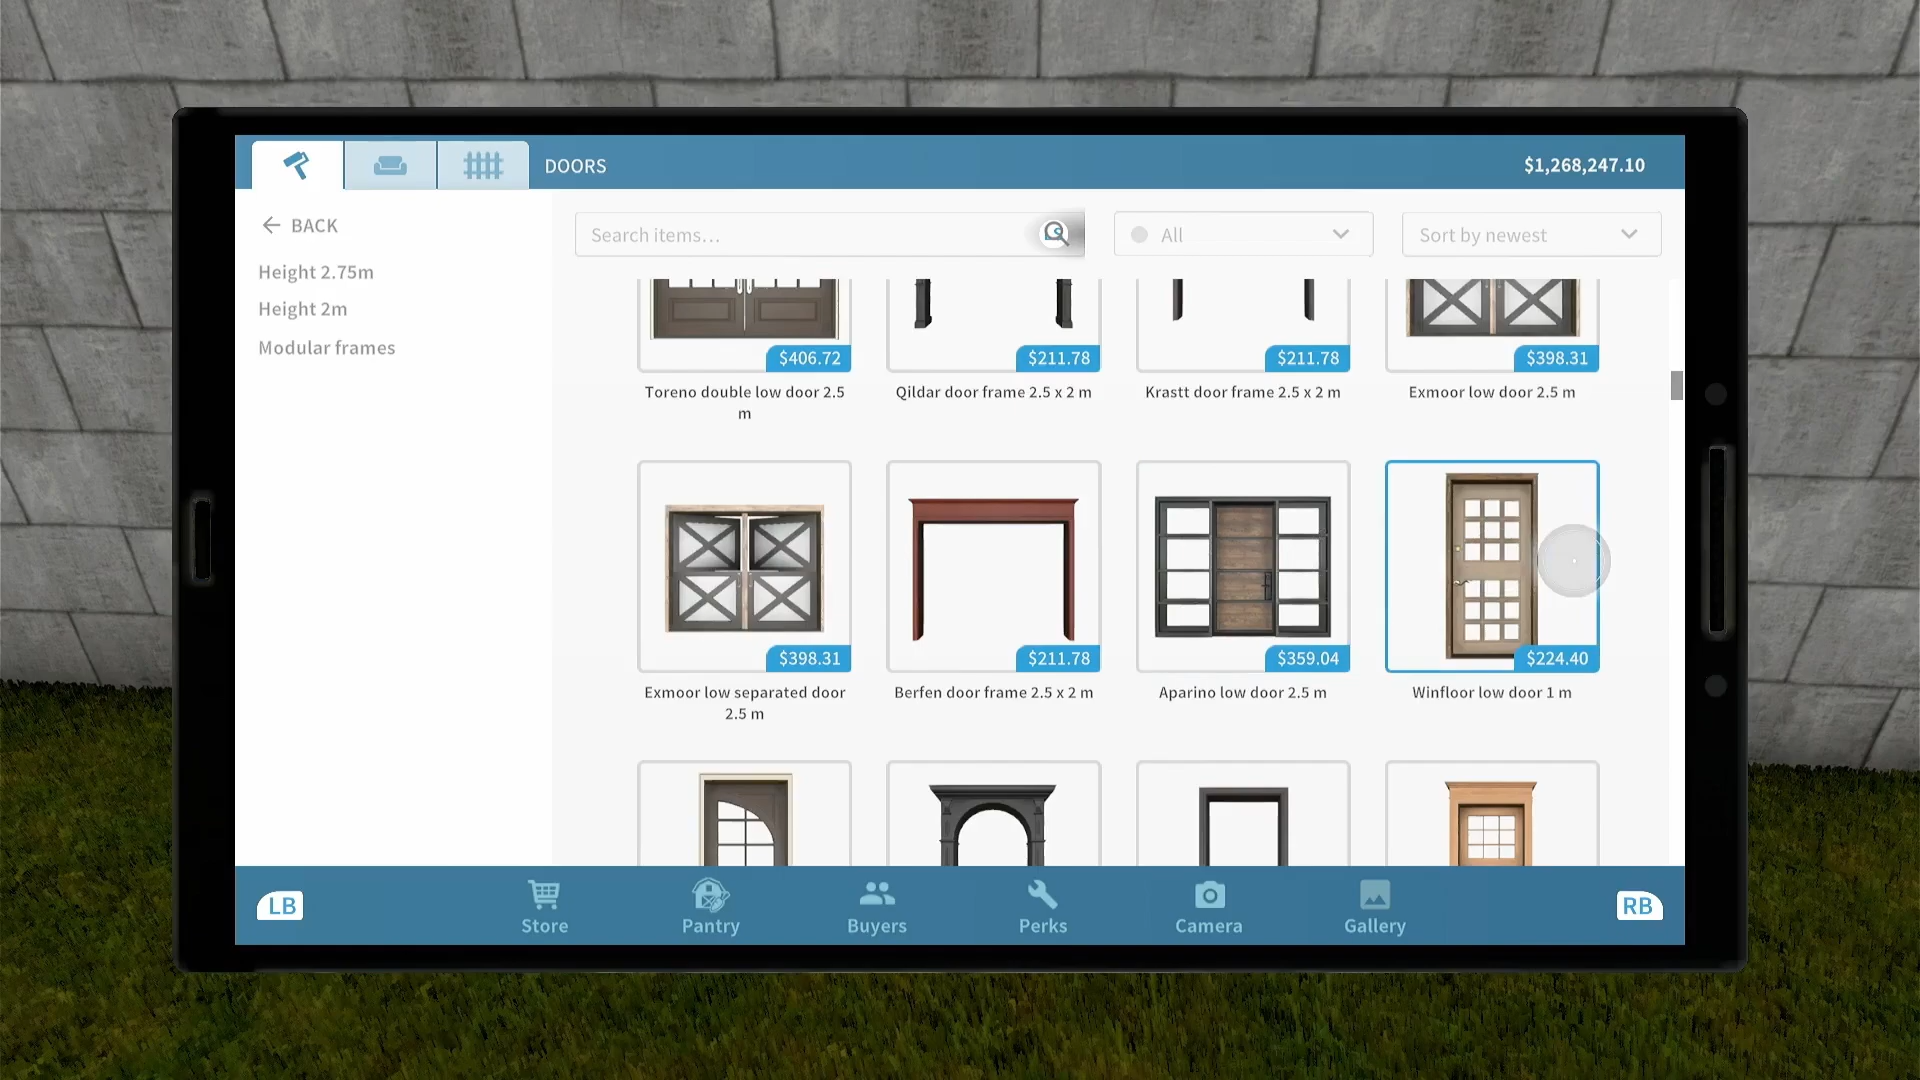 DOORS
$1,268,247.10
BACK
Height 2.75m
Height 2m
Modular frames
Search items...
All
Sort by newest
$406.72
$211.78
$211.78
$398.31
Toreno double low door 2.5
m
Qildar door frame 2.5 x 2 m
Krastt door frame 2.5 x 2 m
Exmoor low door 2.5 m
$398.31
$211.78
$359.04
$224.40
Exmoor low separated door
2.5 m
Berfen door frame 2.5 x 2 m
Aparino low door 2.5 m
Winfloor low door 1 m
LB
Store
Pantry
Buyers
Perks
Camera
Gallery
RB